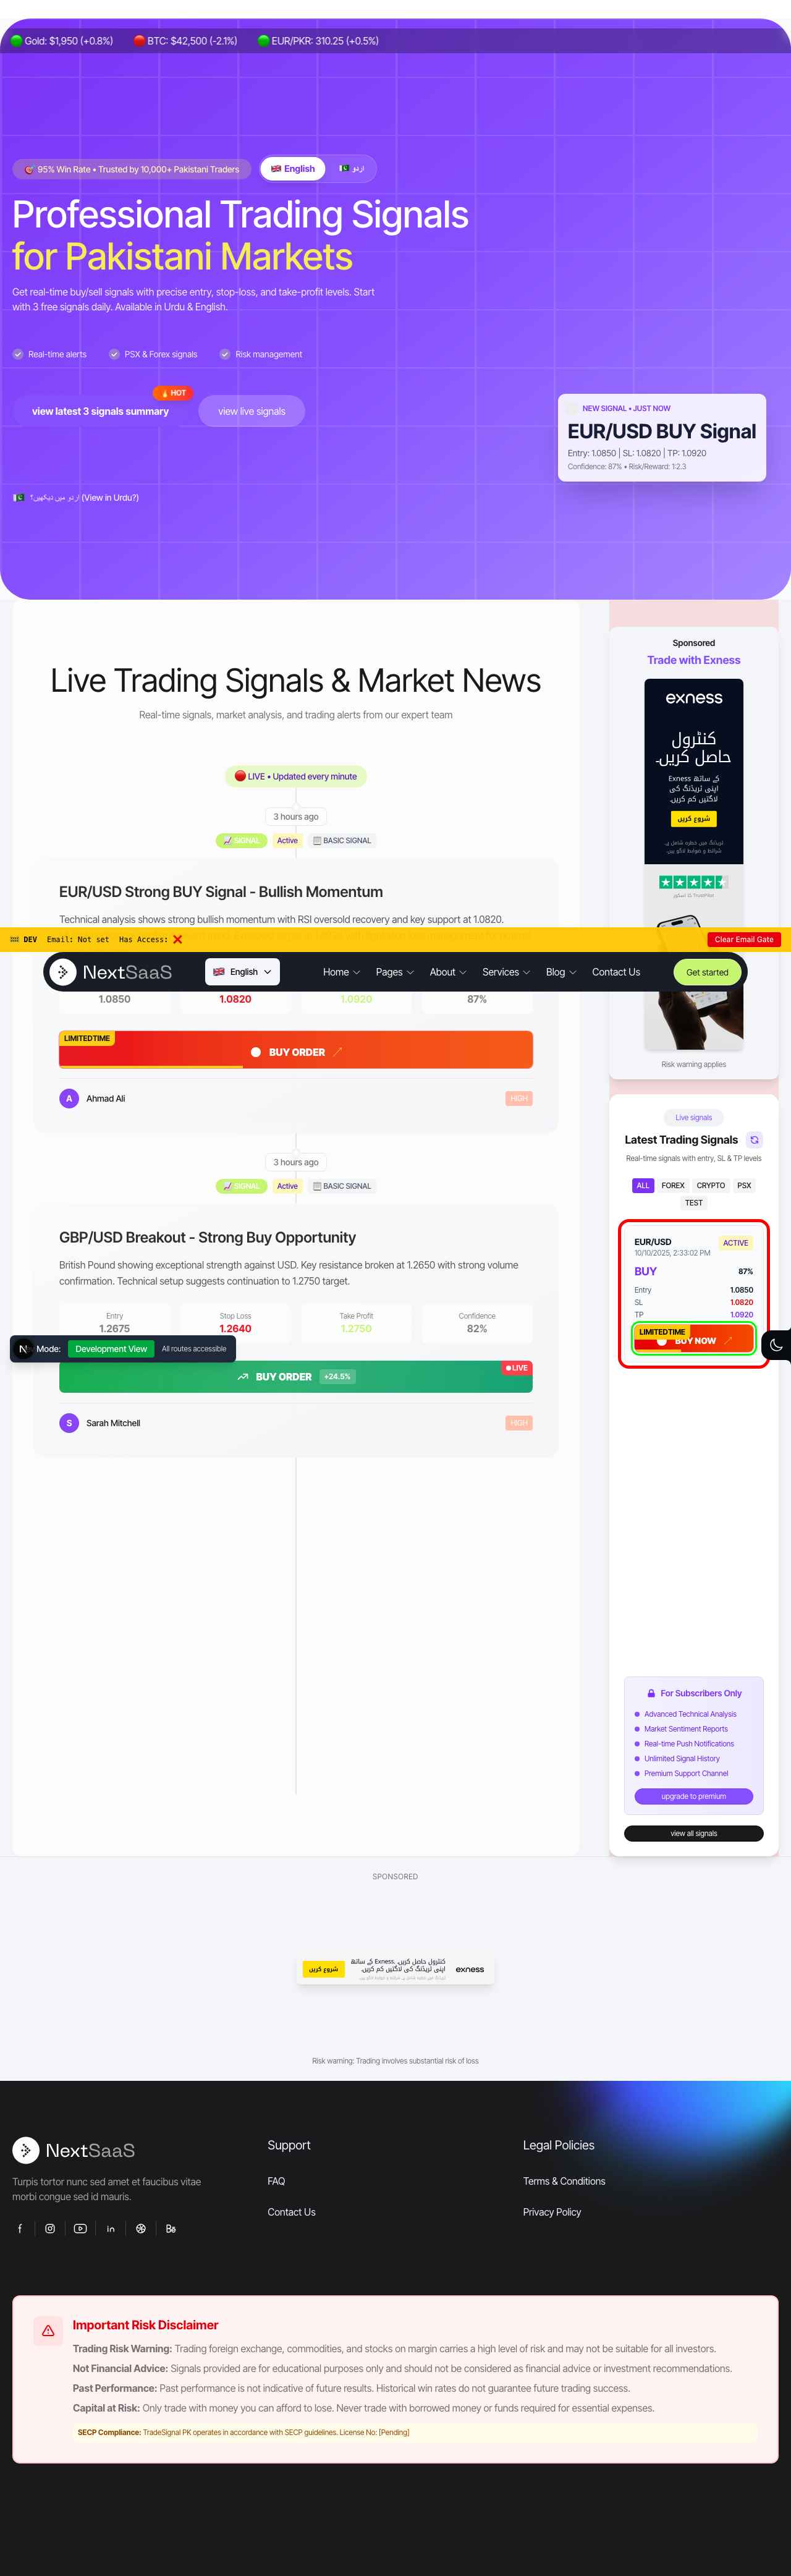 Gold: $1,950 (+0.8%) BTC: $42,500 (-2.1%) EUR/PKR: 310.25 (+0.5%)
95% Win Rate • Trusted by 10,000+ Pakistani Traders
English
اردو
Professional Trading Signals
for Pakistani Markets
Get real-time buy/sell signals with precise entry, stop-loss, and take-profit levels. Start
with 3 free signals daily. Available in Urdu & English.
Real-time alerts
PSX & Forex signals
Risk management
HOT
view latest 3 signals summary
view live signals
NEW SIGNAL • JUST NOW
EUR/USD BUY Signal
Entry: 1.0850 | SL: 1.0820 | TP: 1.0920
Confidence: 87% • Risk/Reward: 1:2.3
اردو میں دیکھیں؟ (View in Urdu?)
Live Trading Signals & Market News
Real-time signals, market analysis, and trading alerts from our expert team
LIVE • Updated every minute
3 hours ago
SIGNAL
Active
BASIC SIGNAL
EUR/USD Strong BUY Signal - Bullish Momentum
Technical analysis shows strong bullish momentum with RSI oversold recovery and key support at 1.0820.
DEV Email: Not set Has Access:
Clear Email Gate
NextSaaS
English
Home
Pages
About
Services
Blog
Contact Us
Get started
1.0850
1.0820
1.0920
87%
LIMITEDTIME
BUY ORDER
A
Ahmad Ali
HIGH
3 hours ago
SIGNAL
Active
BASIC SIGNAL
GBP/USD Breakout - Strong Buy Opportunity
British Pound showing exceptional strength against USD. Key resistance broken at 1.2650 with strong volume
confirmation. Technical setup suggests continuation to 1.2750 target.
Entry
1.2675
Stop Loss
1.2640
Take Profit
1.2750
Confidence
82%
N
Mode:
Development View
All routes accessible
BUY ORDER
+24.5%
LIVE
S
Sarah Mitchell
HIGH
Sponsored
Trade with Exness
exness
کنٹرول
حاصل کریں۔
Exness کے ساتھ
اپنی ٹریڈنگ کی
لاگتیں کم کریں۔
شروع کریں
Risk warning applies
Live signals
Latest Trading Signals
Real-time signals with entry, SL & TP levels
ALL
FOREX
CRYPTO
PSX
TEST
EUR/USD
ACTIVE
10/10/2025, 2:33:02 PM
BUY
87%
Entry 1.0850
SL 1.0820
TP 1.0920
LIMITEDTIME
BUY NOW
For Subscribers Only
Advanced Technical Analysis
Market Sentiment Reports
Real-time Push Notifications
Unlimited Signal History
Premium Support Channel
upgrade to premium
view all signals
SPONSORED
شروع کریں
کنٹرول حاصل کریں۔ Exness کے ساتھ
اپنی ٹریڈنگ کی لاگتیں کم کریں۔
exness
Risk warning: Trading involves substantial risk of loss
NextSaaS
Turpis tortor nunc sed amet et faucibus vitae
morbi congue sed id mauris.
Support
FAQ
Contact Us
Legal Policies
Terms & Conditions
Privacy Policy
Important Risk Disclaimer
Trading Risk Warning: Trading foreign exchange, commodities, and stocks on margin carries a high level of risk and may not be suitable for all investors.
Not Financial Advice: Signals provided are for educational purposes only and should not be considered as financial advice or investment recommendations.
Past Performance: Past performance is not indicative of future results. Historical win rates do not guarantee future trading success.
Capital at Risk: Only trade with money you can afford to lose. Never trade with borrowed money or funds required for essential expenses.
SECP Compliance: TradeSignal PK operates in accordance with SECP guidelines. License No: [Pending]